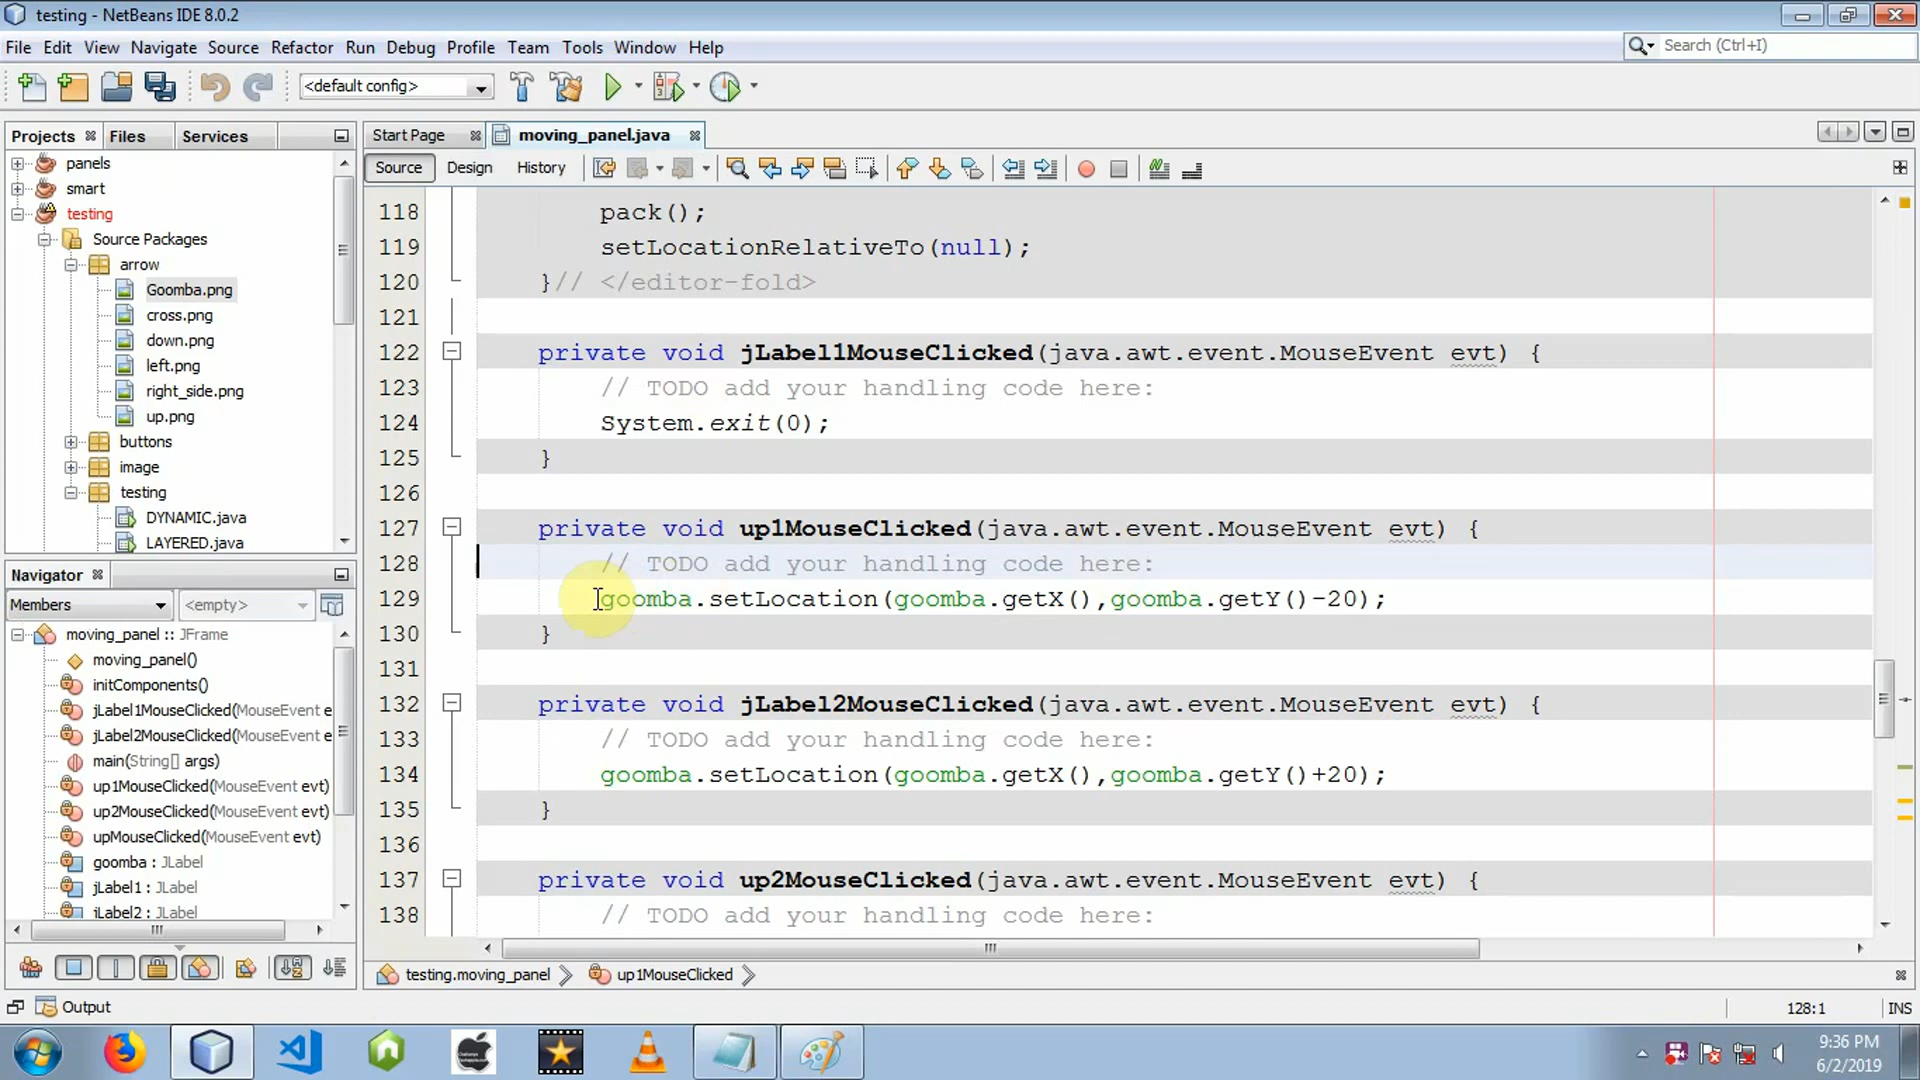 testing - NetBeans IDE 8.0.2
File Edit View Navigate Source Refactor Run Debug Profile Team Tools Window Help
Search (Ctrl+I)
<default config>
Projects Files Services
panels
smart
testing
Source Packages
arrow
Goomba.png
cross.png
down.png
left.png
right_side.png
up.png
buttons
image
testing
DYNAMIC.java
LAYERED.java
Navigator
Members <empty>
moving_panel :: JFrame
moving_panel()
initComponents()
jLabel1MouseClicked(MouseEvent e
jLabel2MouseClicked(MouseEvent e
main(String[] args)
up1MouseClicked(MouseEvent evt)
up2MouseClicked(MouseEvent evt)
upMouseClicked(MouseEvent evt)
goomba : JLabel
jLabel1 : JLabel
jLabel2 : JLabel
Start Page moving_panel.java
Source Design History
118 pack();
119 setLocationRelativeTo(null);
120 }// </editor-fold>
121
122 private void jLabel1MouseClicked(java.awt.event.MouseEvent evt) {
123 // TODO add your handling code here:
124 System.exit(0);
125 }
126
127 private void up1MouseClicked(java.awt.event.MouseEvent evt) {
128 // TODO add your handling code here:
129 goomba.setLocation(goomba.getX(),goomba.getY()-20);
130 }
131
132 private void jLabel2MouseClicked(java.awt.event.MouseEvent evt) {
133 // TODO add your handling code here:
134 goomba.setLocation(goomba.getX(),goomba.getY()+20);
135 }
136
137 private void up2MouseClicked(java.awt.event.MouseEvent evt) {
138 // TODO add your handling code here:
testing.moving_panel up1MouseClicked
Output
128:1 INS
9:36 PM
6/2/2019